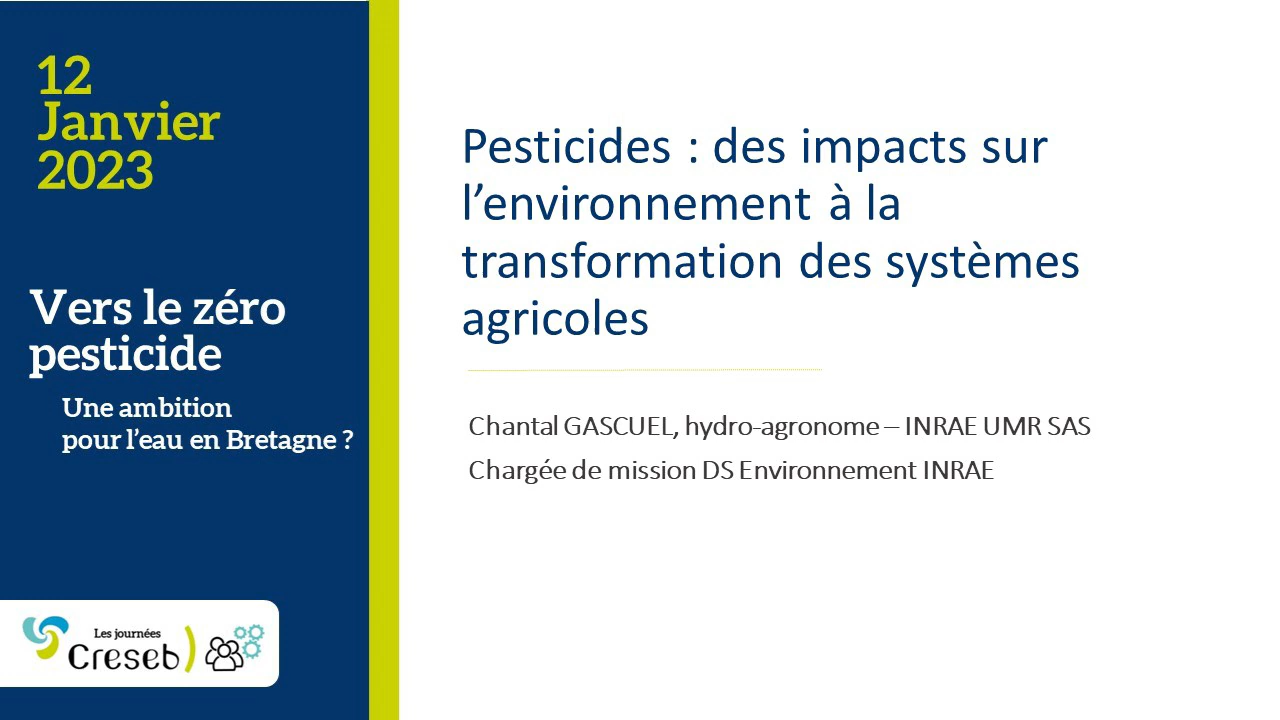 12
Janvier
2023
Vers le zéro
pesticide
Une ambition
pour l’eau en Bretagne ?
Les journées
Creseb
Pesticides : des impacts sur
l’environnement à la
transformation des systèmes
agricoles
Chantal GASCUEL, hydro-agronome – INRAE UMR SAS
Chargée de mission DS Environnement INRAE